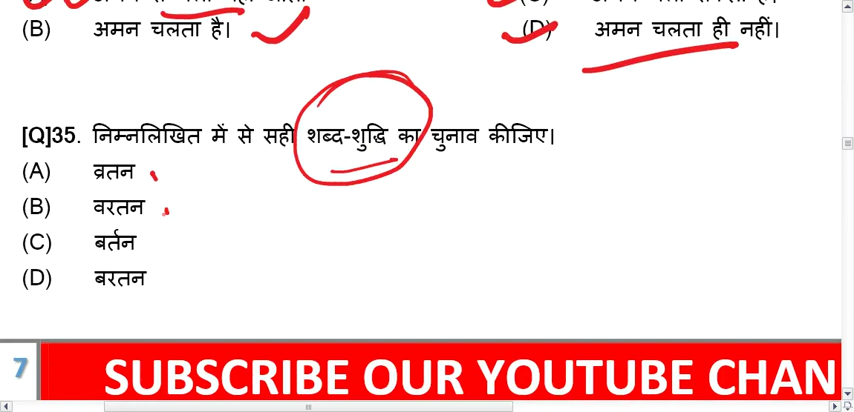 (B) अमन चलता है। (D) अमन चलता ही नहीं।
[Q]35. निम्नलिखित में से सही शब्द-शुद्धि का चुनाव कीजिए।
(A) व्रतन
(B) वरतन
(C) बर्तन
(D) बरतन
7 SUBSCRIBE OUR YOUTUBE CHAN